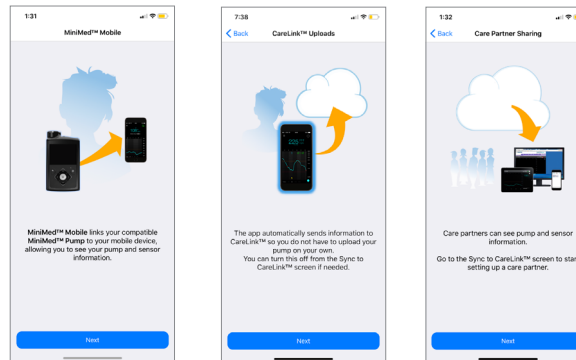 1:31
MiniMed™ Mobile
MiniMed™ Mobile links your compatible
MiniMed™ Pump to your mobile device,
allowing you to see your pump and sensor
information.
Next
7:38
Back
CareLink™ Uploads
The app automatically sends information to
CareLink™ so you do not have to upload your
pump on your own.
You can turn this off from the Sync to
CareLink™ screen if needed.
Next
1:32
Back
Care Partner Sharing
Care partners can see pump and sensor
information.
Go to the Sync to CareLink™ screen to star
setting up a care partner.
Next